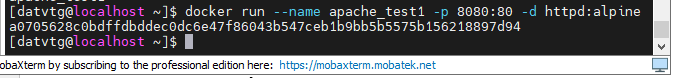 [datvtg@localhost ~]$ docker run --name apache_test1 -p 8080:80 -d httpd:alpine
a0705628c0bdffdbddec0dc6e47f86043b547ceb1b9bb5b5575b156218897d94
[datvtg@localhost ~]$
obaXterm by subscribing to the professional edition here: https://mobaxterm.mobatek.net